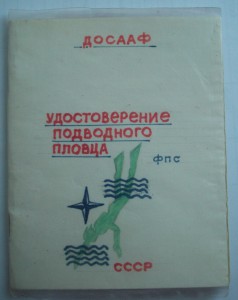 ДОСААФ
УДОСТОВЕРЕНИЕ
ПОДВОДНОГО
ПЛОВЦА
ФПС
СССР